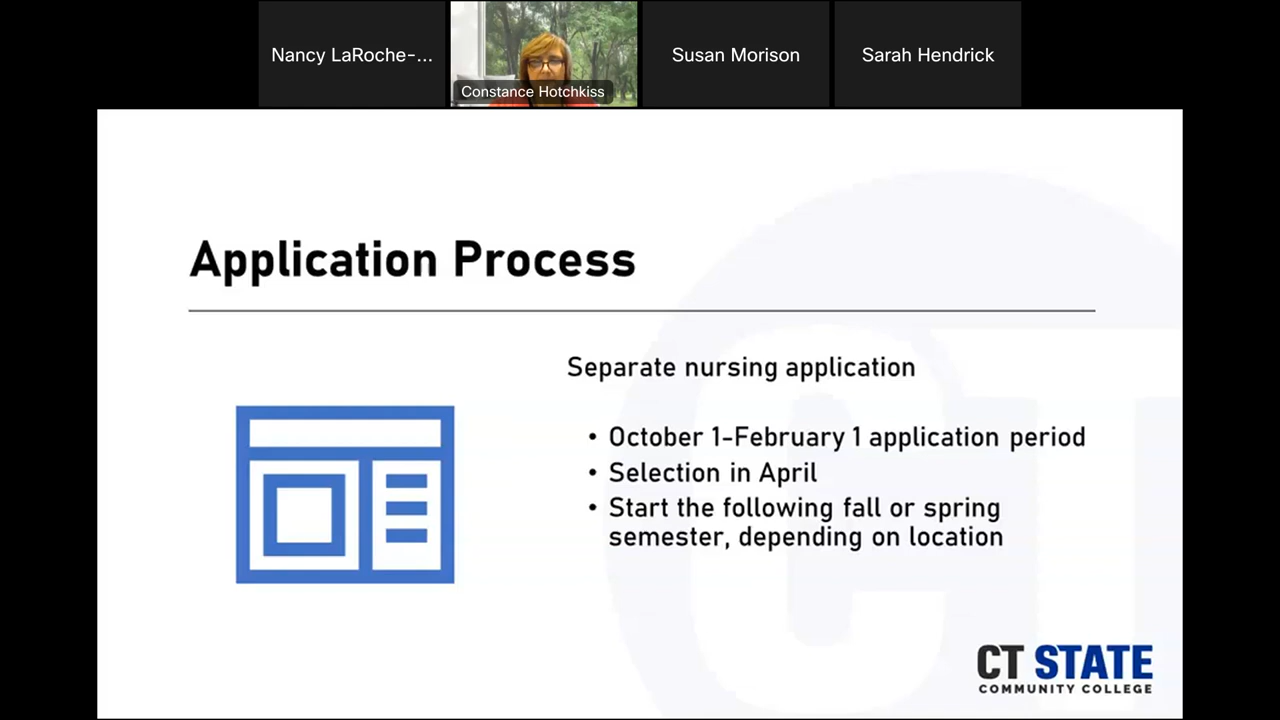 Nancy LaRoche-...
Constance Hotchkiss
Susan Morison
Sarah Hendrick
Application Process
Separate nursing application
• October 1-February 1 application period
• Selection in April
• Start the following fall or spring
semester, depending on location
CT STATE
COMMUNITY COLLEGE